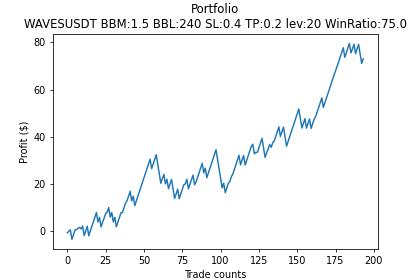 Portfolio
WAVESUSDT BBM:1.5 BBL:240 SL:0.4 TP:0.2 lev:20 WinRatio:75.0
80
60
40
20
0
Profit ($)
0 25 50 75 100 125 150 175 200
Trade counts